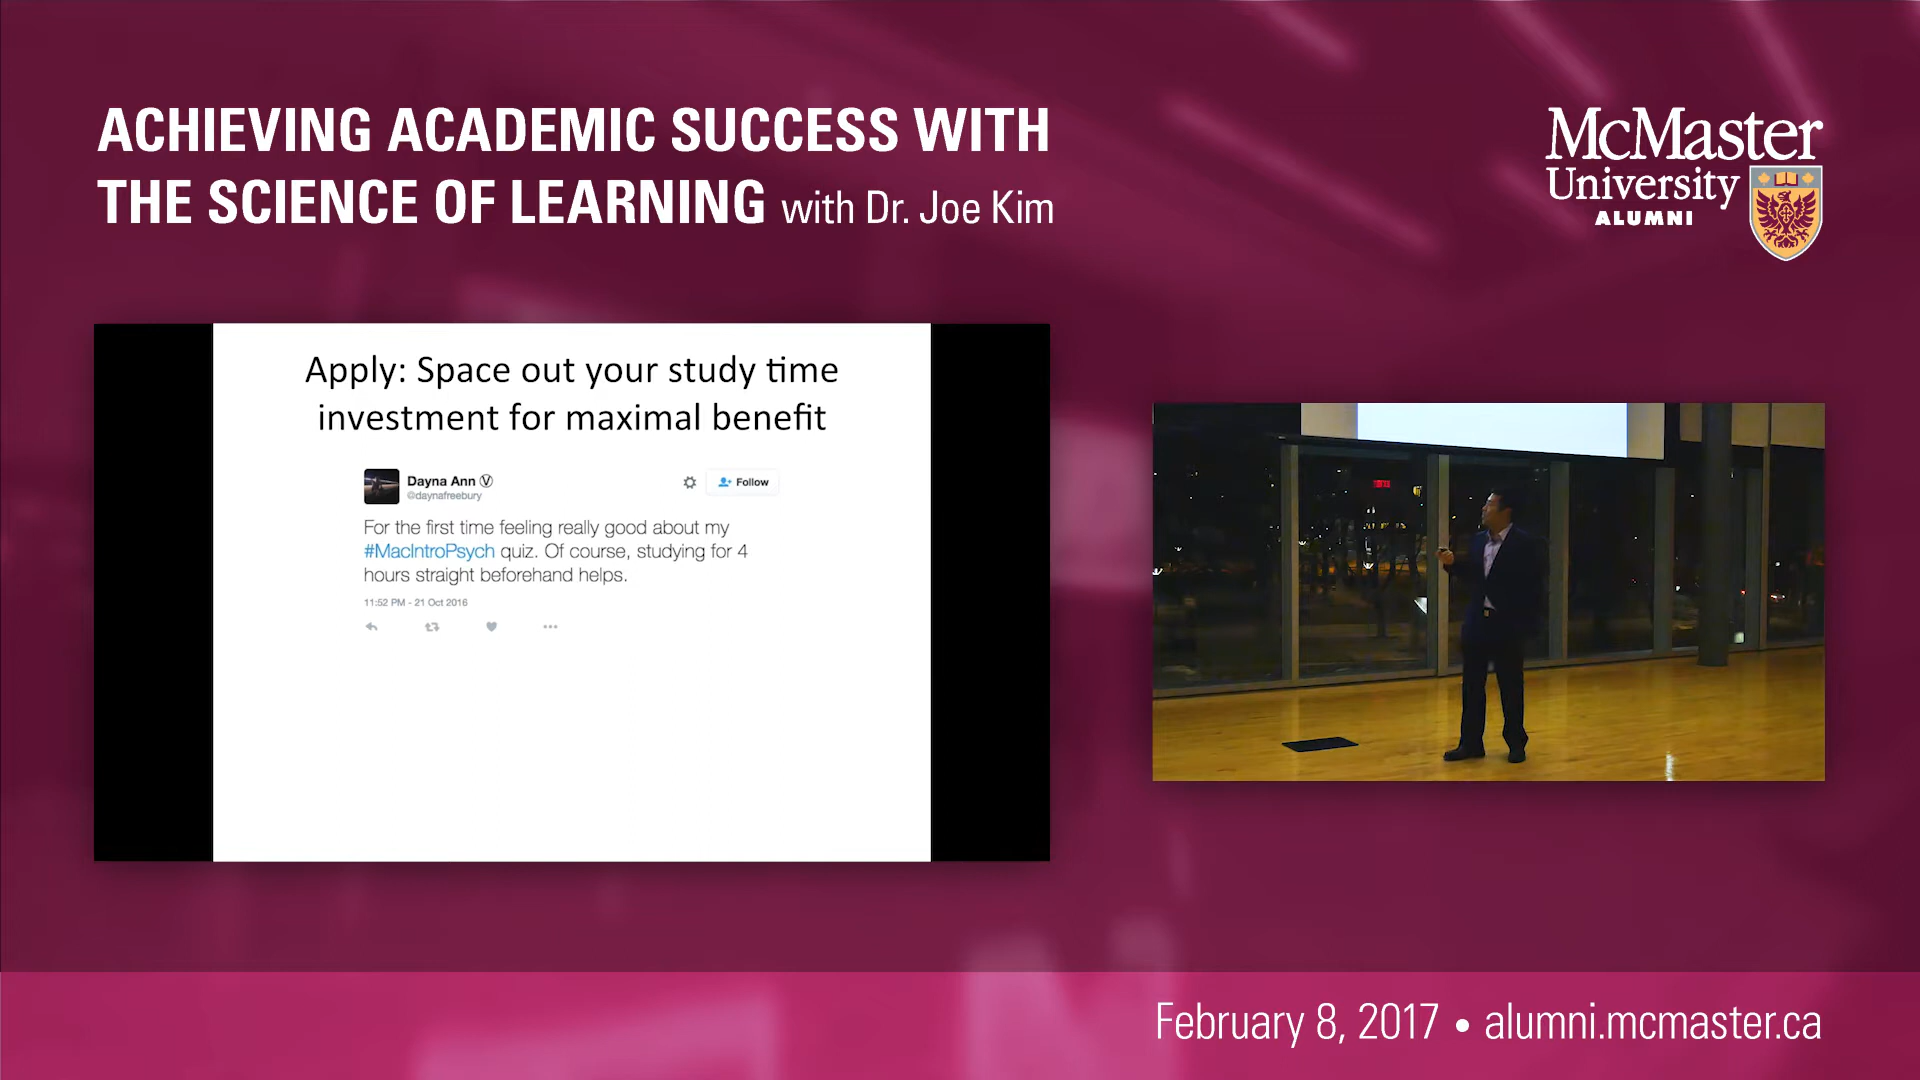 ACHIEVING ACADEMIC SUCCESS WITH
THE SCIENCE OF LEARNING with Dr. Joe Kim
McMaster
University
ALUMNI
Apply: Space out your study time
investment for maximal benefit
Dayna Ann Ⓥ
@daynafreebury
Follow
For the first time feeling really good about my
#MacIntroPsych quiz. Of course, studying for 4
hours straight beforehand helps.
11:52 PM - 21 Oct 2016
February 8, 2017 • alumni.mcmaster.ca